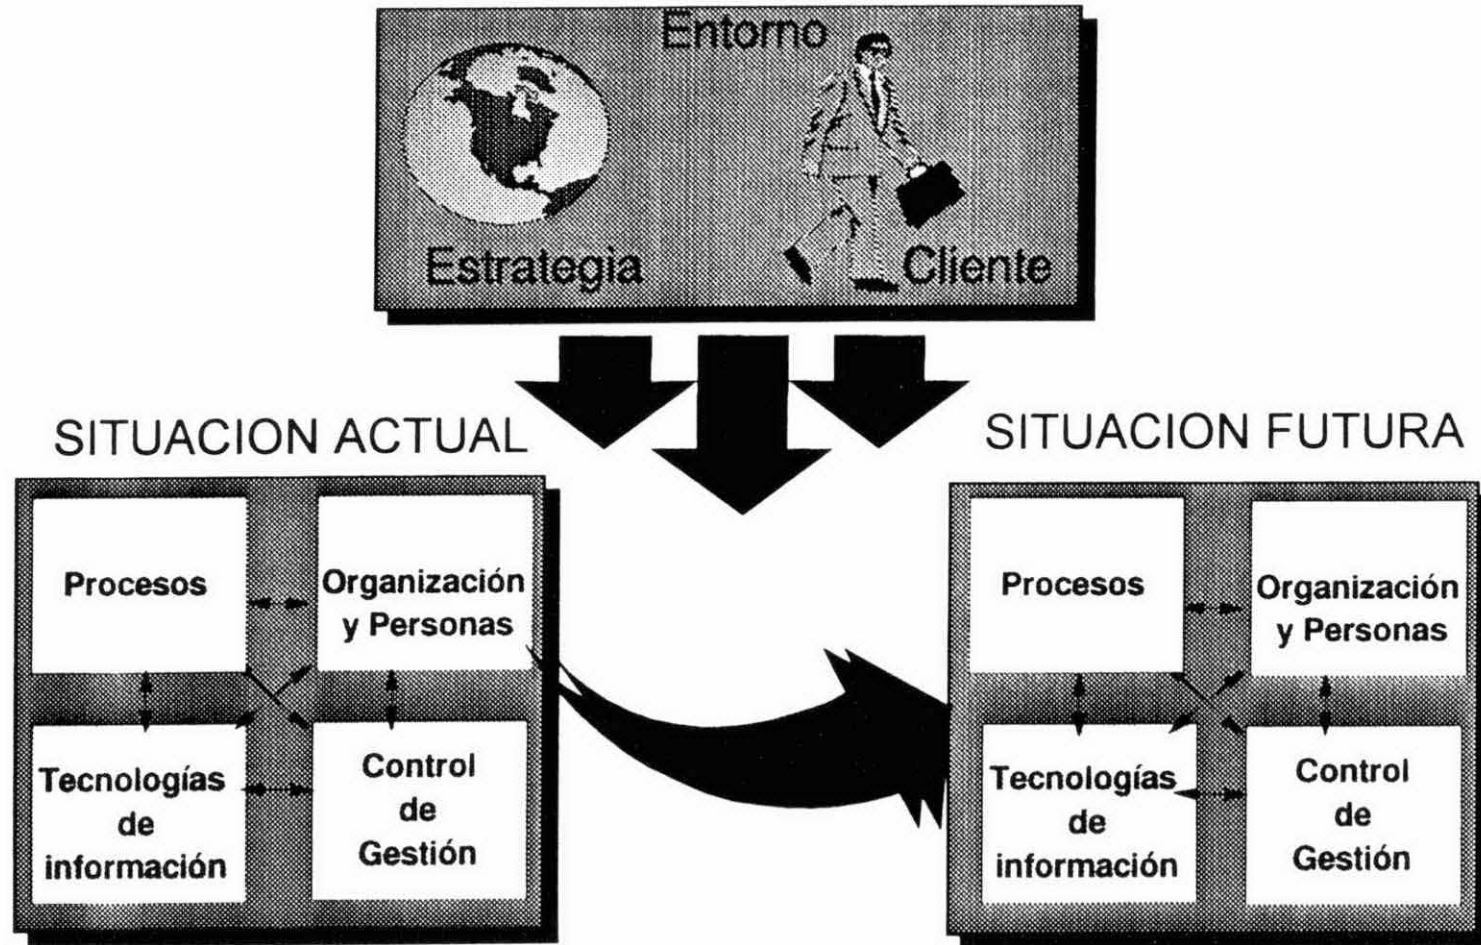 Entorno
Estrategia
Cliente
SITUACION ACTUAL
Procesos
Organización
y Personas
Tecnologías
de
información
Control
de
Gestión
SITUACION FUTURA
Procesos
Organización
y Personas
Tecnologías
de
información
Control
de
Gestión